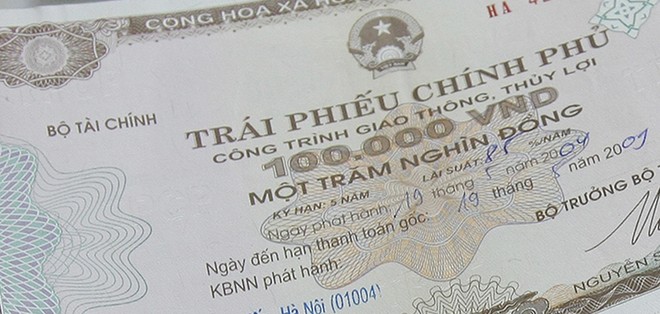 CỘNG HÒA XÃ
HA
BỘ TÀI CHÍNH
TRÁI PHIẾU CHÍNH PHỦ
CÔNG TRÌNH GIAO THÔNG, THỦY LỢI
100.000 VND
MỘT TRĂM NGHÌN ĐỒNG
KỲ HẠN: 5 NĂM LÃI SUẤT: %/NĂM
Ngày phát hành: 19 tháng 5 năm 2004
Ngày đến hạn thanh toán gốc: 19 tháng 5 năm 2009
KBNN phát hành:
BỘ TRƯỞNG BỘ
Hà Nội (01004)
NGUYỄN